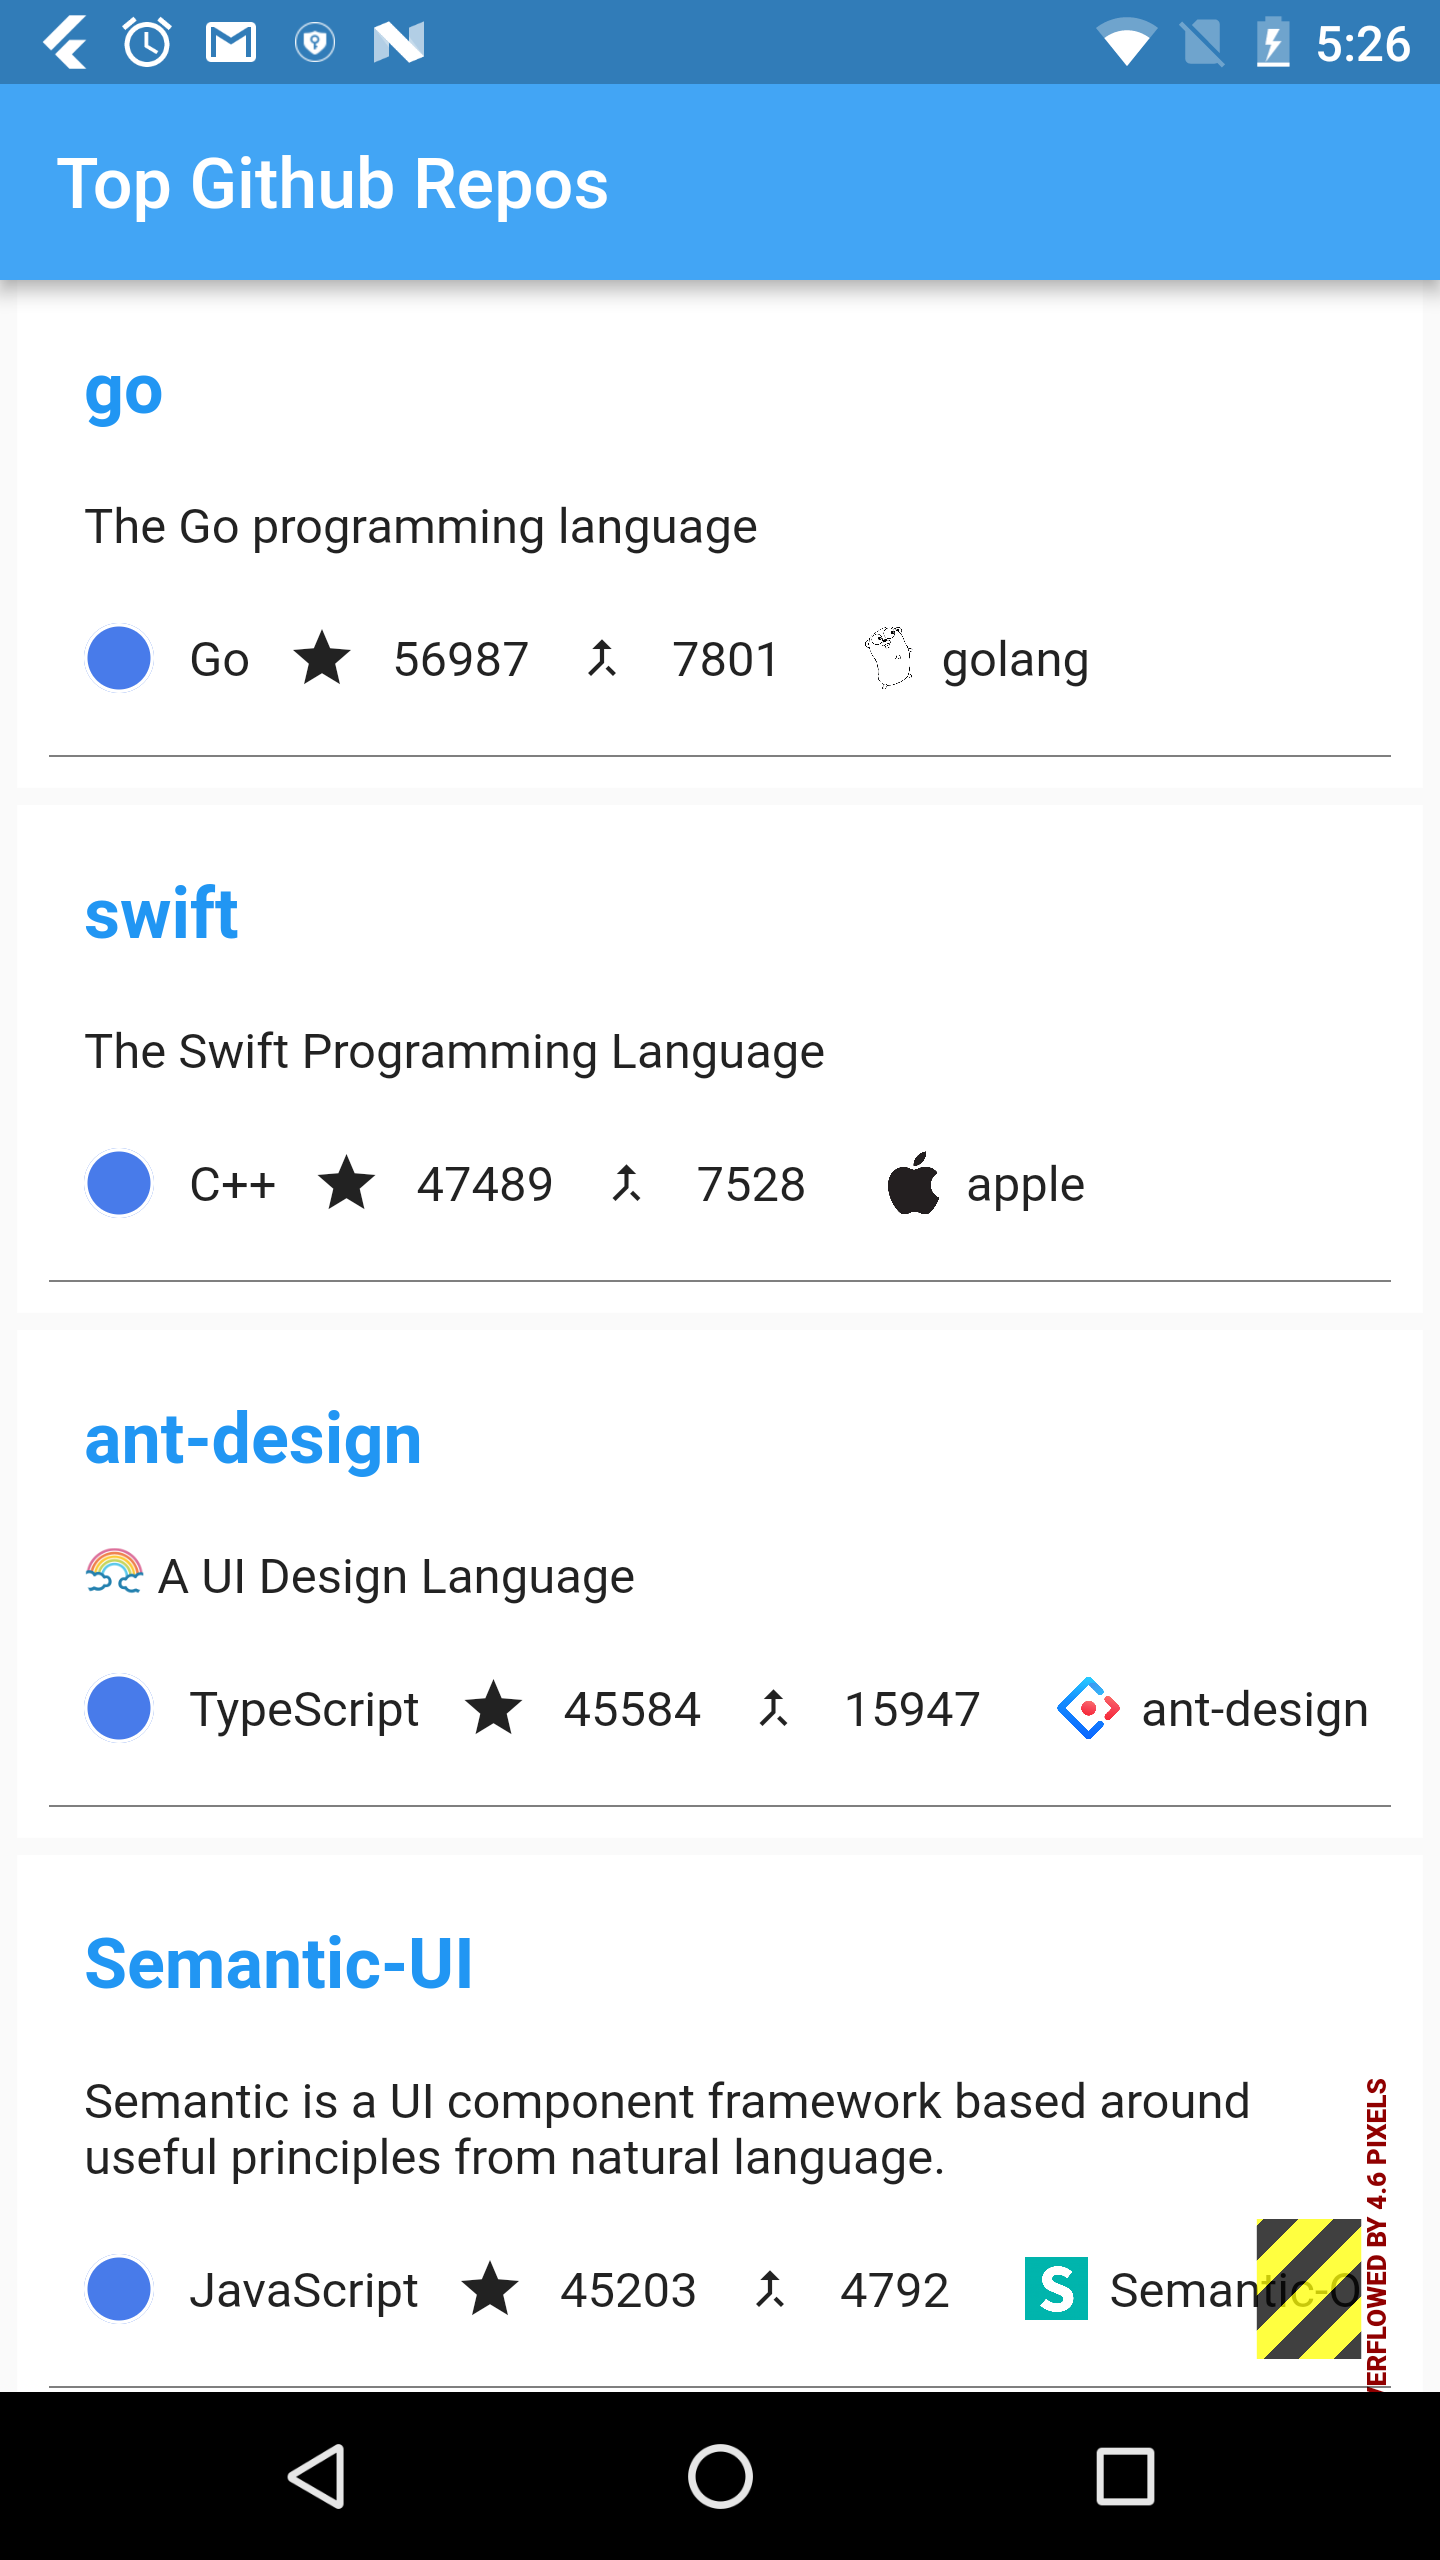 5:26
Top Github Repos
go
The Go programming language
Go 56987 7801 golang
swift
The Swift Programming Language
C++ 47489 7528 apple
ant-design
A UI Design Language
TypeScript 45584 15947 ant-design
Semantic-UI
Semantic is a UI component framework based around
useful principles from natural language.
JavaScript 45203 4792 Semantic-O
VERFLOWED BY 4.6 PIXELS